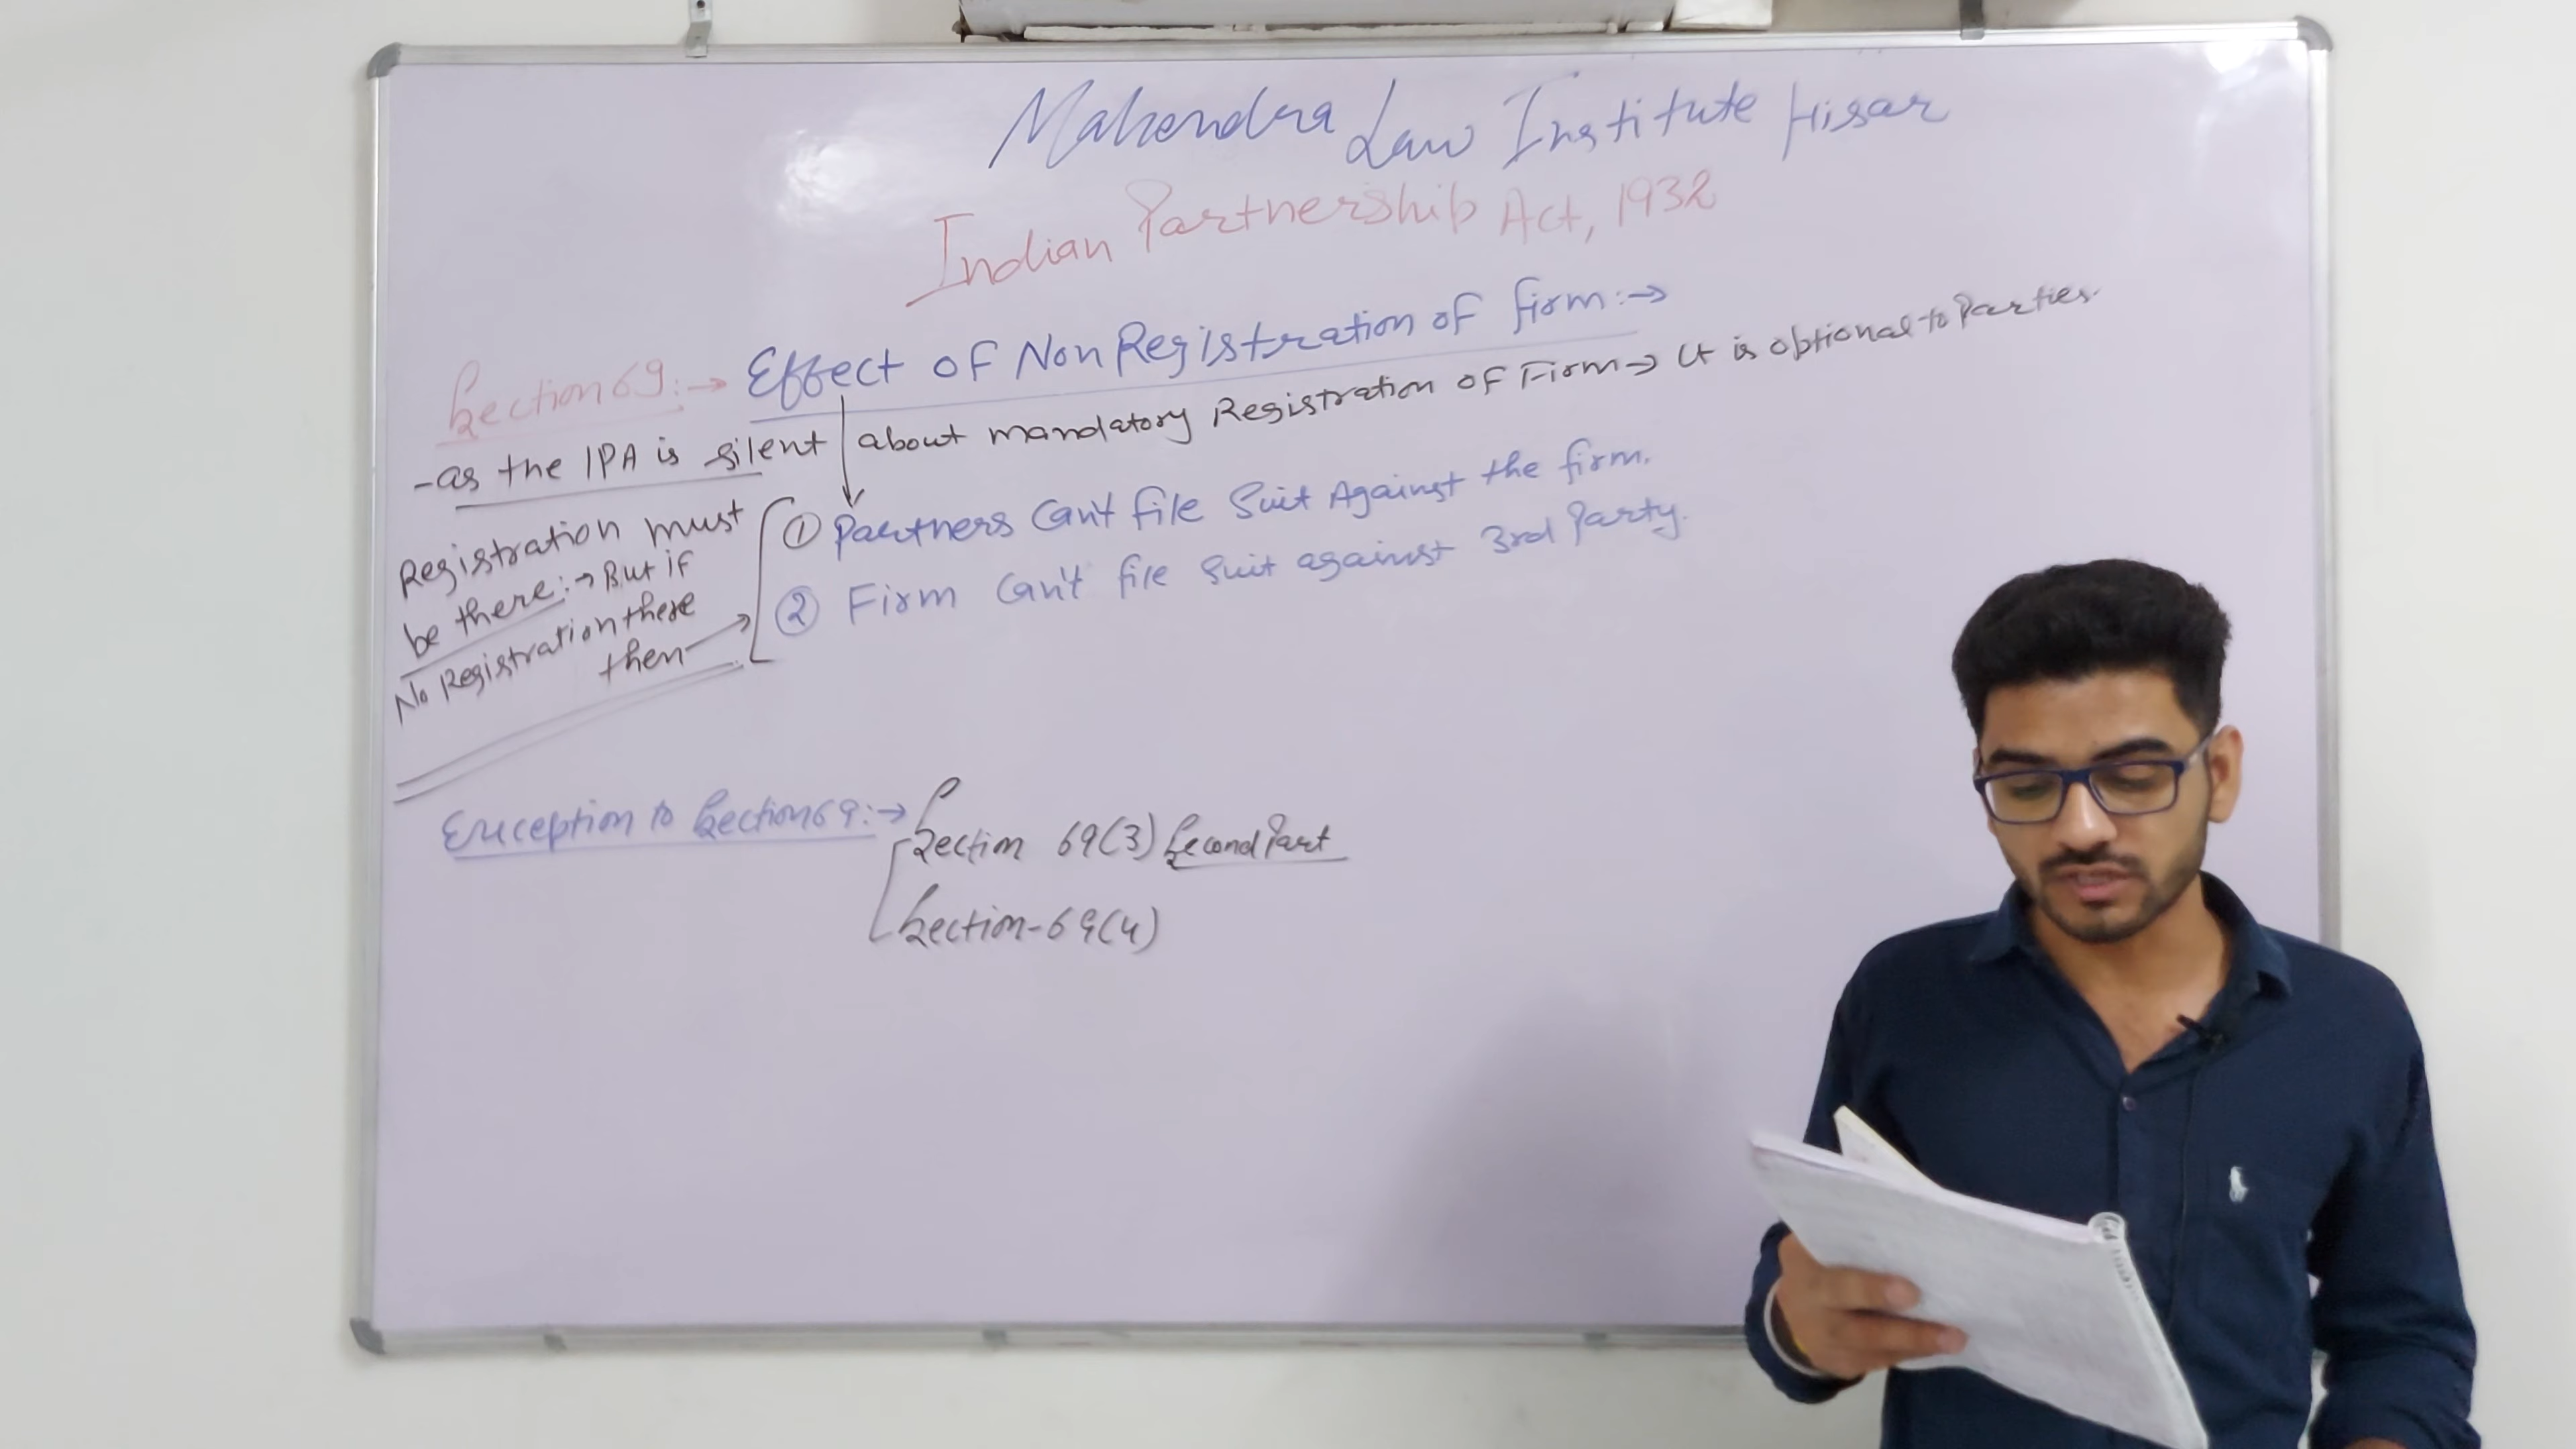 Mahendra Law Institute Hisar
Indian Partnership Act, 1932
Section 69:→ Effect of Non Registration of firm:→
-as the IPA is silent about mandatory Registration of Firm→ It is optional to Parties.
Registration must
be there:→ But if
No Registration there
then→
① Partners Can't file Suit Against the firm.
② Firm Can't file Suit against 3rd Party.
Exception to Section 69:→
Section 69(3) Second Part
Section-69(4)